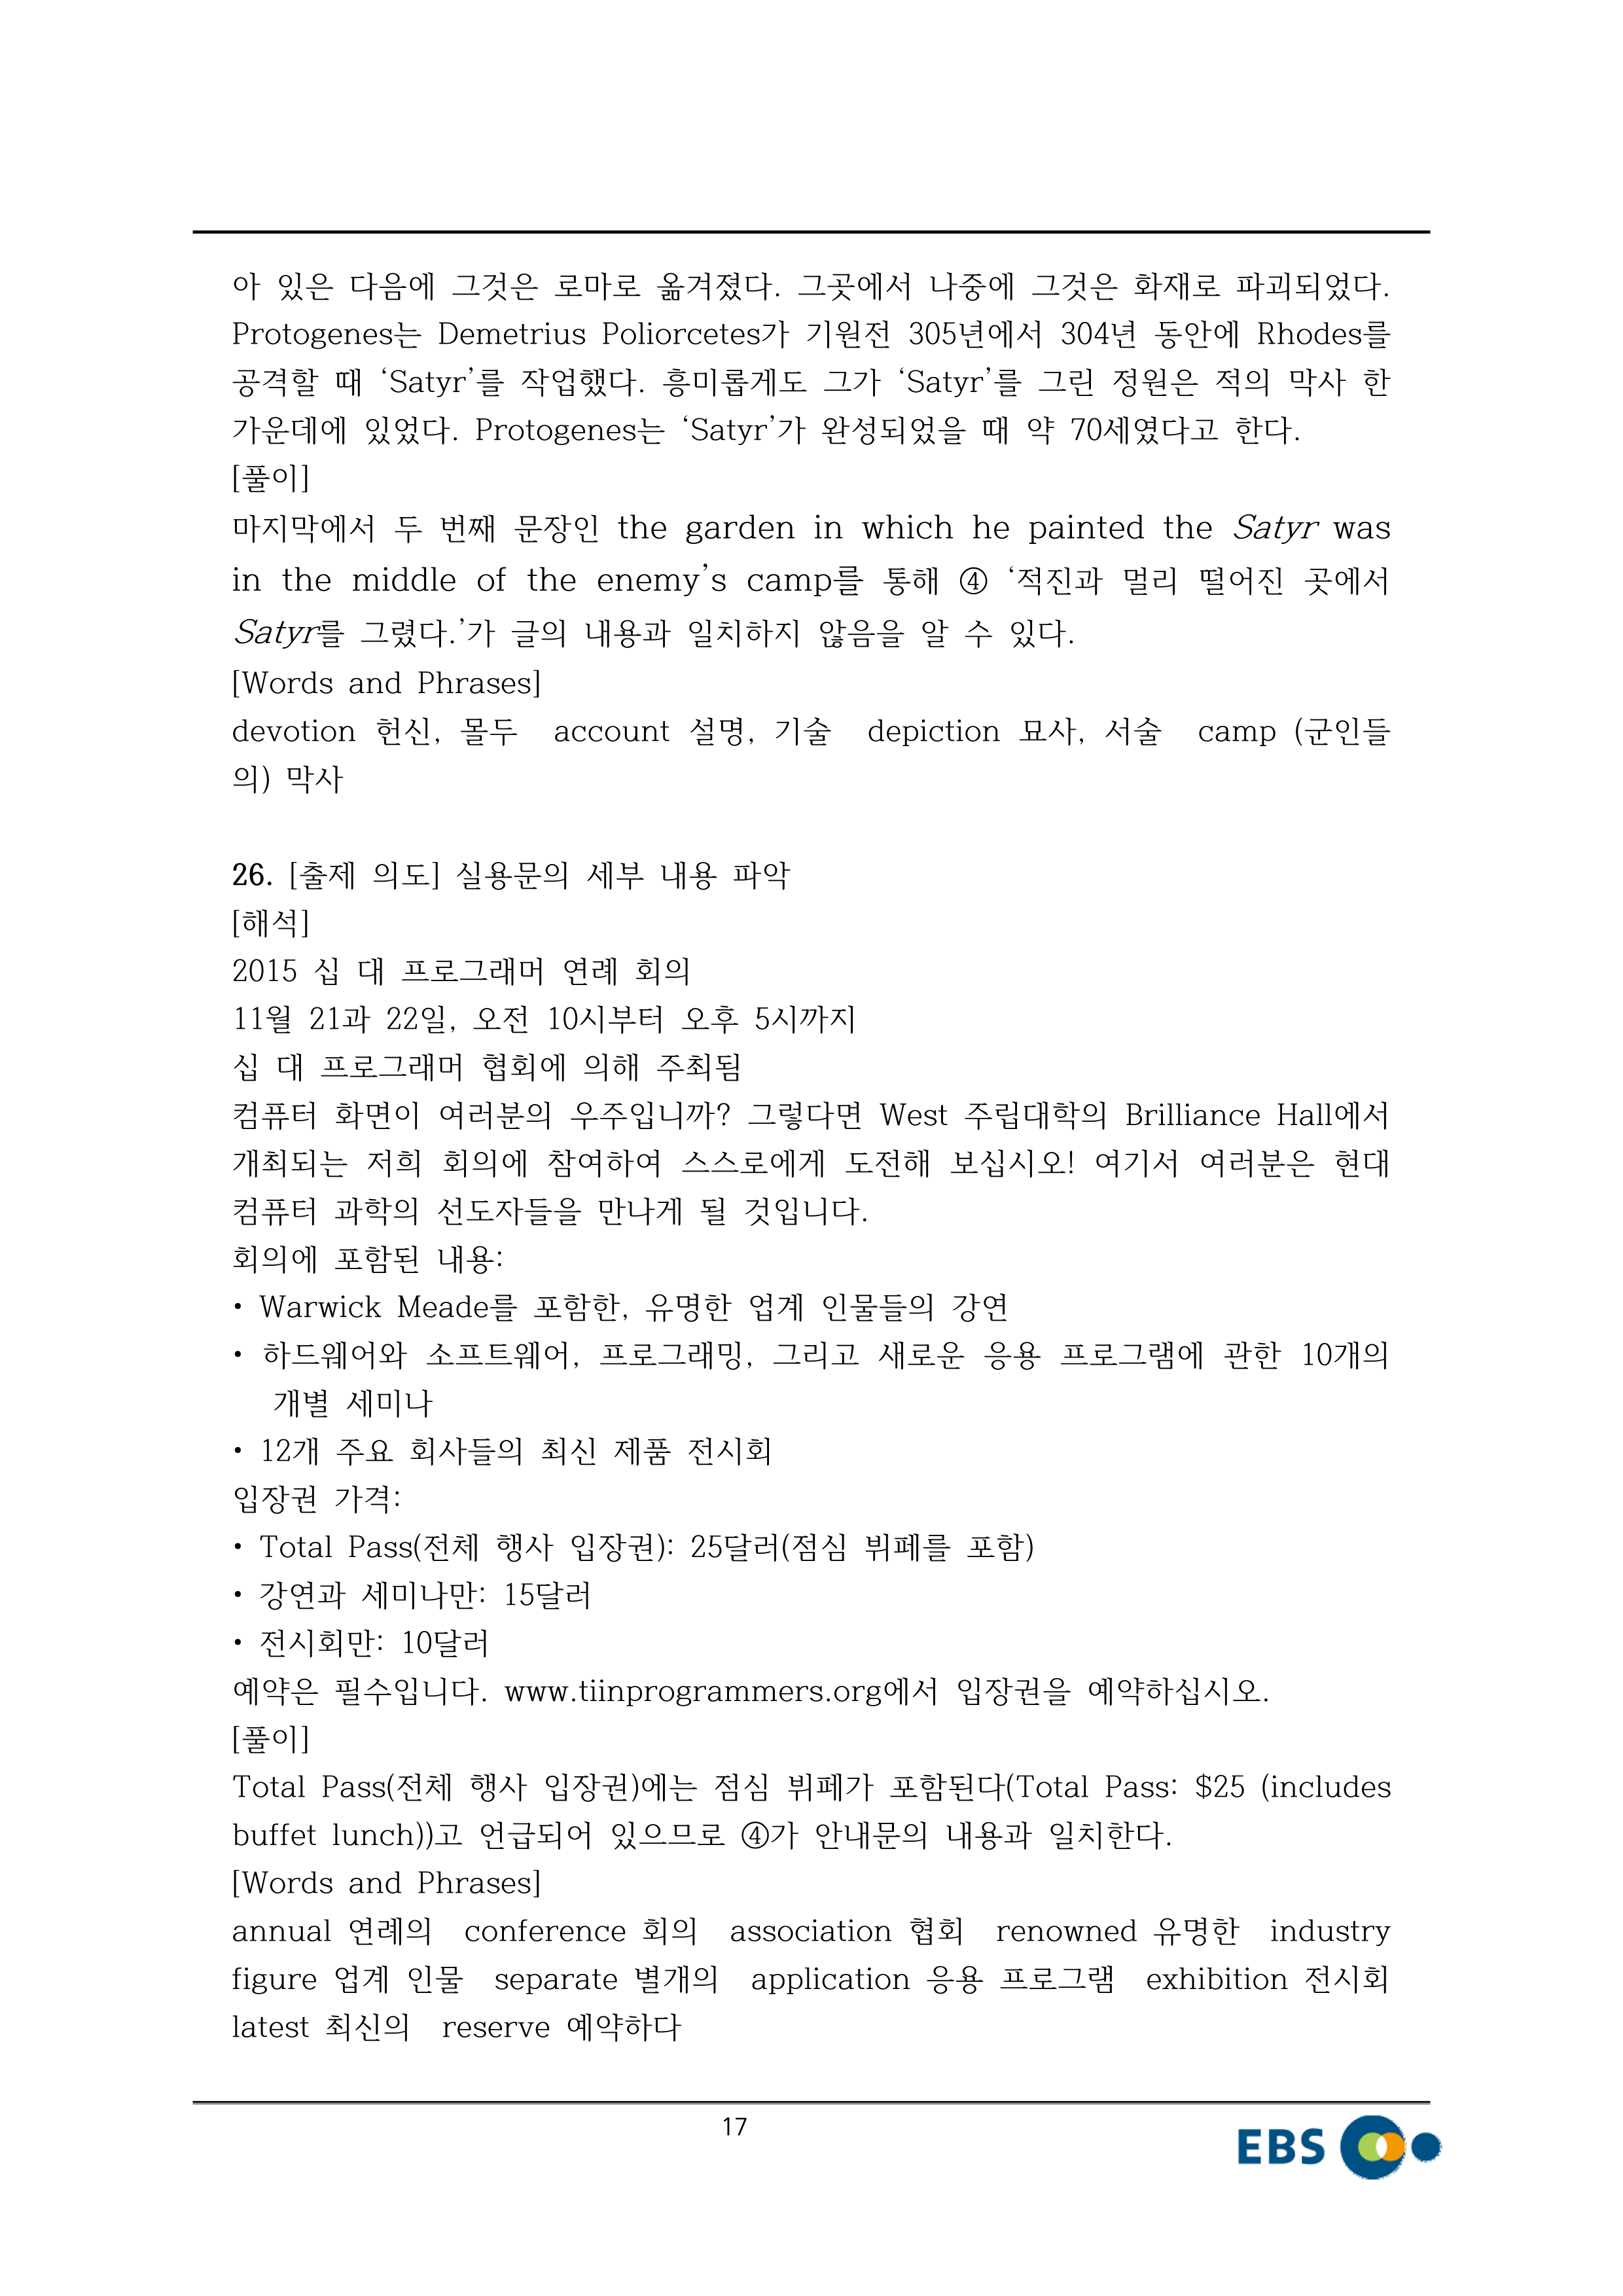 아 있은 다음에 그것은 로마로 옮겨졌다. 그곳에서 나중에 그것은 화재로 파괴되었다.
Protogenes는 Demetrius Poliorcetes가 기원전 305년에서 304년 동안에 Rhodes를
공격할 때 ‘Satyr’를 작업했다. 흥미롭게도 그가 ‘Satyr’를 그린 정원은 적의 막사 한
가운데에 있었다. Protogenes는 ‘Satyr’가 완성되었을 때 약 70세였다고 한다.
[풀이]
마지막에서 두 번째 문장인 the garden in which he painted the Satyr was
in the middle of the enemy’s camp를 통해 ④ ‘적진과 멀리 떨어진 곳에서
Satyr를 그렸다.’가 글의 내용과 일치하지 않음을 알 수 있다.
[Words and Phrases]
devotion 헌신, 몰두 account 설명, 기술 depiction 묘사, 서술 camp (군인들
의) 막사
26. [출제 의도] 실용문의 세부 내용 파악
[해석]
2015 십 대 프로그래머 연례 회의
11월 21과 22일, 오전 10시부터 오후 5시까지
십 대 프로그래머 협회에 의해 주최됨
컴퓨터 화면이 여러분의 우주입니까? 그렇다면 West 주립대학의 Brilliance Hall에서
개최되는 저희 회의에 참여하여 스스로에게 도전해 보십시오! 여기서 여러분은 현대
컴퓨터 과학의 선도자들을 만나게 될 것입니다.
회의에 포함된 내용:
• Warwick Meade를 포함한, 유명한 업계 인물들의 강연
• 하드웨어와 소프트웨어, 프로그래밍, 그리고 새로운 응용 프로그램에 관한 10개의
개별 세미나
• 12개 주요 회사들의 최신 제품 전시회
입장권 가격:
• Total Pass(전체 행사 입장권): 25달러(점심 뷔페를 포함)
• 강연과 세미나만: 15달러
• 전시회만: 10달러
예약은 필수입니다. www.tiinprogrammers.org에서 입장권을 예약하십시오.
[풀이]
Total Pass(전체 행사 입장권)에는 점심 뷔페가 포함된다(Total Pass: $25 (includes
buffet lunch))고 언급되어 있으므로 ④가 안내문의 내용과 일치한다.
[Words and Phrases]
annual 연례의 conference 회의 association 협회 renowned 유명한 industry
figure 업계 인물 separate 별개의 application 응용 프로그램 exhibition 전시회
latest 최신의 reserve 예약하다
17
EBS